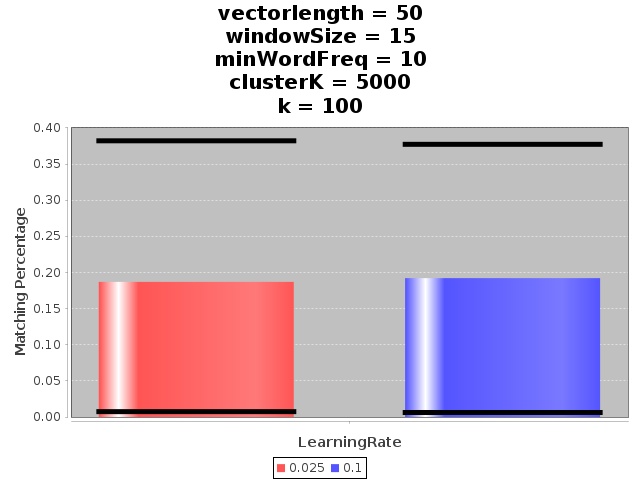 vectorlength = 50
windowSize = 15
minWordFreq = 10
clusterK = 5000
k = 100
0.40
0.35
0.30
0.25
0.20
0.15
0.10
0.05
0.00
Matching Percentage
LearningRate
0.025 0.1